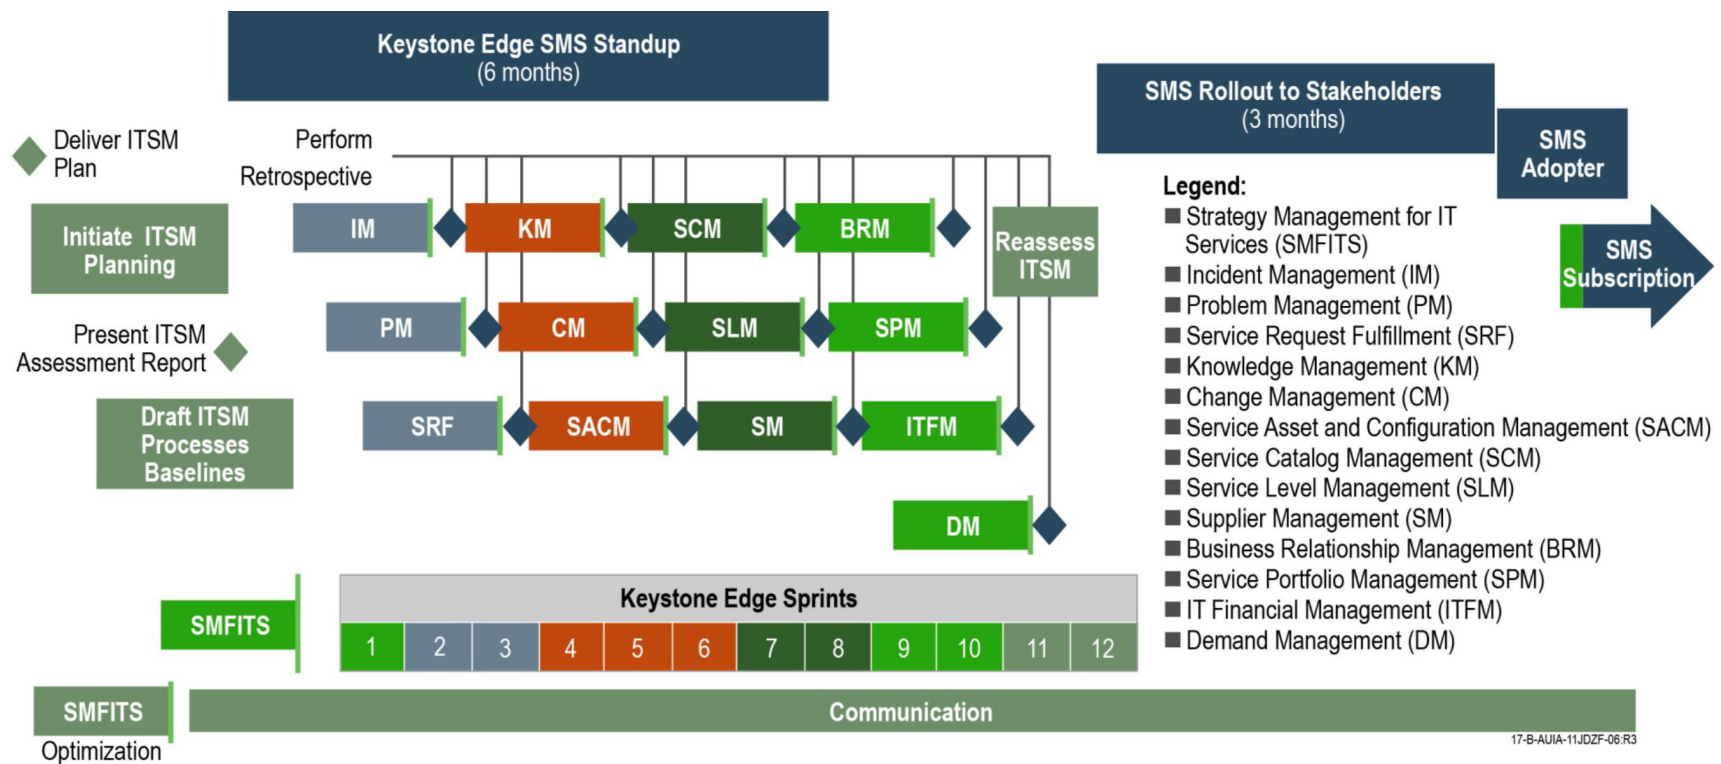 Keystone Edge SMS Standup
(6 months)
SMS Rollout to Stakeholders
(3 months)
SMS
Adopter
SMS
Subscription
Deliver ITSM
Plan
Initiate ITSM
Planning
Present ITSM
Assessment Report
Draft ITSM
Processes
Baselines
Perform
Retrospective
IM
KM
SCM
BRM
Reassess
ITSM
PM
CM
SLM
SPM
SRF
SACM
SM
ITFM
DM
Legend:
Strategy Management for IT
Services (SMFITS)
Incident Management (IM)
Problem Management (PM)
Service Request Fulfillment (SRF)
Knowledge Management (KM)
Change Management (CM)
Service Asset and Configuration Management (SACM)
Service Catalog Management (SCM)
Service Level Management (SLM)
Supplier Management (SM)
Business Relationship Management (BRM)
Service Portfolio Management (SPM)
IT Financial Management (ITFM)
Demand Management (DM)
SMFITS
Keystone Edge Sprints
1 2 3 4 5 6 7 8 9 10 11 12
SMFITS
Optimization
Communication
17-B-AUIA-11JDZF-06:R3